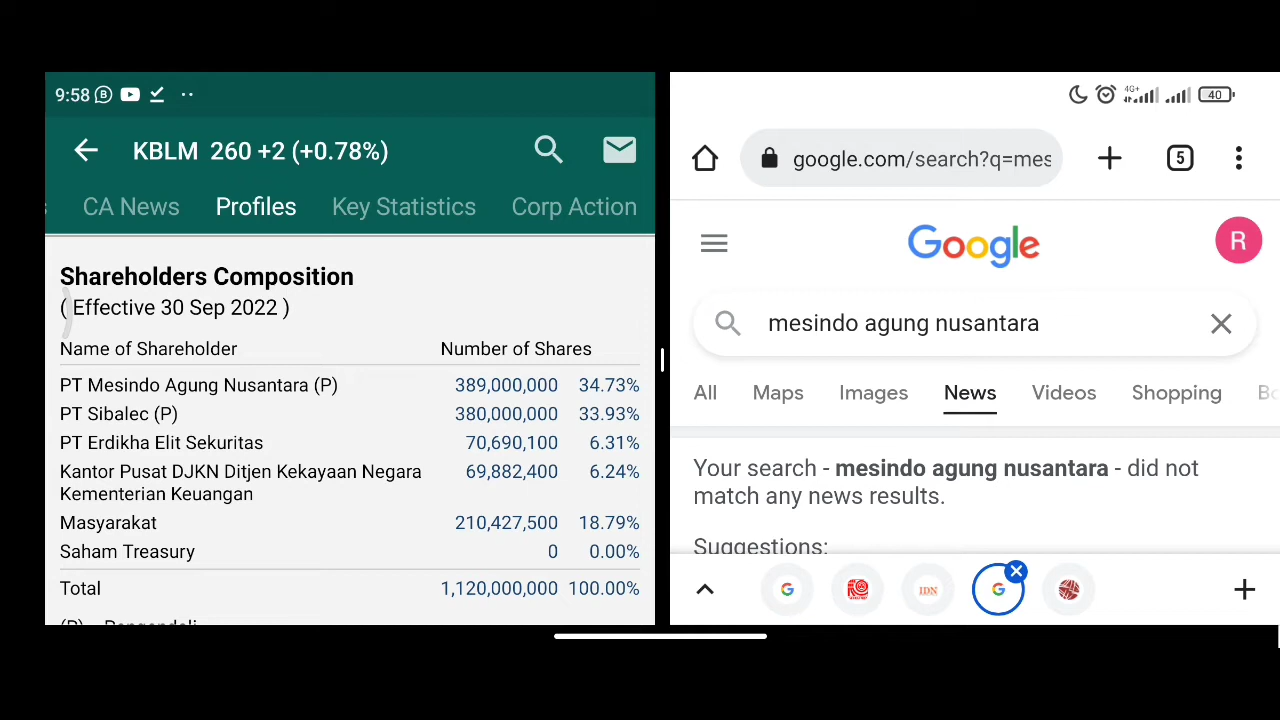 9:58
KBLM 260 +2 (+0.78%)
CA News Profiles Key Statistics Corp Action
Shareholders Composition
( Effective 30 Sep 2022 )
Name of Shareholder Number of Shares
PT Mesindo Agung Nusantara (P) 389,000,000 34.73%
PT Sibalec (P) 380,000,000 33.93%
PT Erdikha Elit Sekuritas 70,690,100 6.31%
Kantor Pusat DJKN Ditjen Kekayaan Negara 69,882,400 6.24%
Kementerian Keuangan
Masyarakat 210,427,500 18.79%
Saham Treasury 0 0.00%
Total 1,120,000,000 100.00%
(P) = Pengendali
4G+ 40
google.com/search?q=mes
5
Google
R
mesindo agung nusantara
All Maps Images News Videos Shopping Bo
Your search - mesindo agung nusantara - did not
match any news results.
Suggestions:
IDN